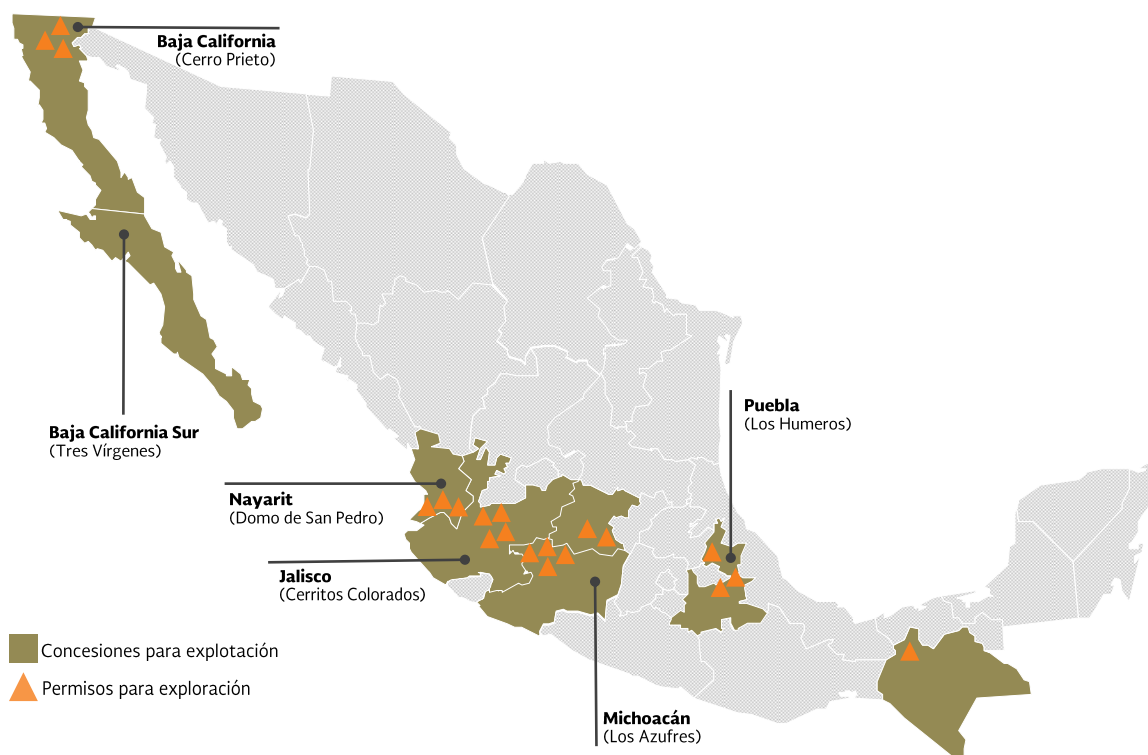 Baja California
(Cerro Prieto)
Baja California Sur
(Tres Vírgenes)
Puebla
(Los Humeros)
Nayarit
(Domo de San Pedro)
Jalisco
(Cerritos Colorados)
Concesiones para explotación
Permisos para exploración
Michoacán
(Los Azufres)